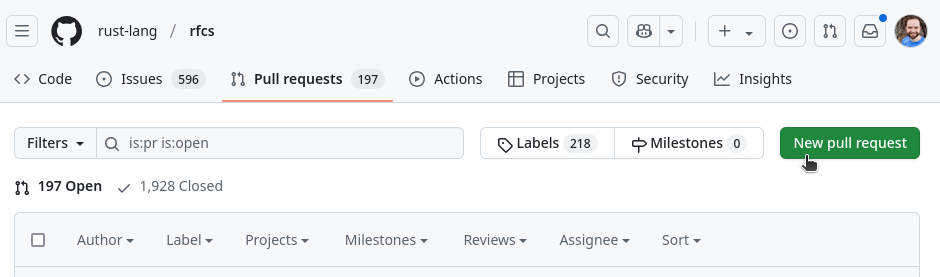 rust-lang / rfcs
Code Issues 596 Pull requests 197 Actions Projects Security Insights
Filters is:pr is:open Labels 218 Milestones 0 New pull request
197 Open 1,928 Closed
Author Label Projects Milestones Reviews Assignee Sort